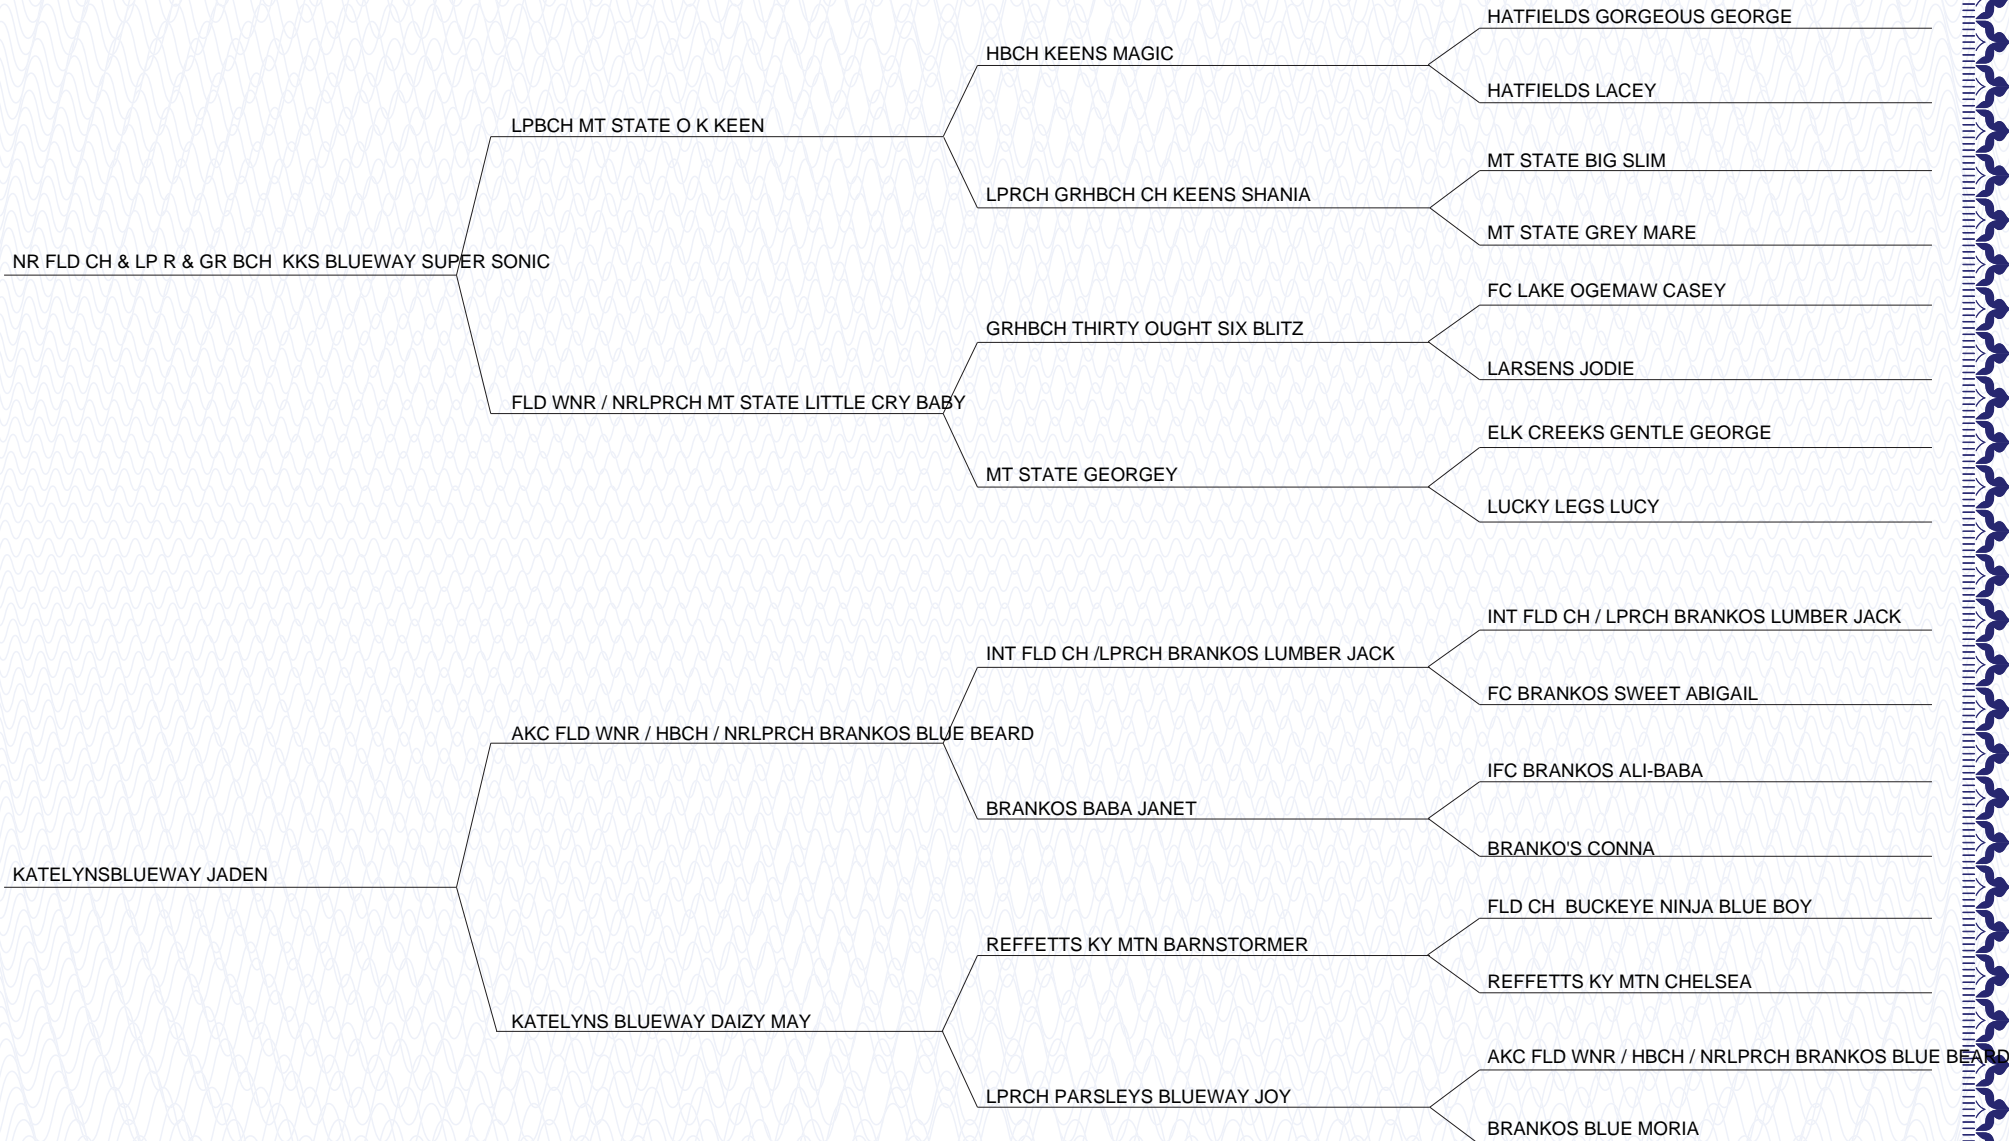 HATFIELDS GORGEOUS GEORGE
HBCH KEENS MAGIC
HATFIELDS LACEY
LPBCH MT STATE O K KEEN
MT STATE BIG SLIM
LPRCH GRHBCH CH KEENS SHANIA
MT STATE GREY MARE
NR FLD CH & LP R & GR BCH  KKS BLUEWAY SUPER SONIC
FC LAKE OGEMAW CASEY
GRHBCH THIRTY OUGHT SIX BLITZ
LARSENS JODIE
FLD WNR / NRLPRCH MT STATE LITTLE CRY BABY
ELK CREEKS GENTLE GEORGE
MT STATE GEORGEY
LUCKY LEGS LUCY
INT FLD CH / LPRCH BRANKOS LUMBER JACK
INT FLD CH /LPRCH BRANKOS LUMBER JACK
FC BRANKOS SWEET ABIGAIL
AKC FLD WNR / HBCH / NRLPRCH BRANKOS BLUE BEARD
IFC BRANKOS ALI-BABA
BRANKOS BABA JANET
BRANKO'S CONNA
KATELYNSBLUEWAY JADEN
FLD CH  BUCKEYE NINJA BLUE BOY
REFFETTS KY MTN BARNSTORMER
REFFETTS KY MTN CHELSEA
KATELYNS BLUEWAY DAIZY MAY
AKC FLD WNR / HBCH / NRLPRCH BRANKOS BLUE BEARD
LPRCH PARSLEYS BLUEWAY JOY
BRANKOS BLUE MORIA